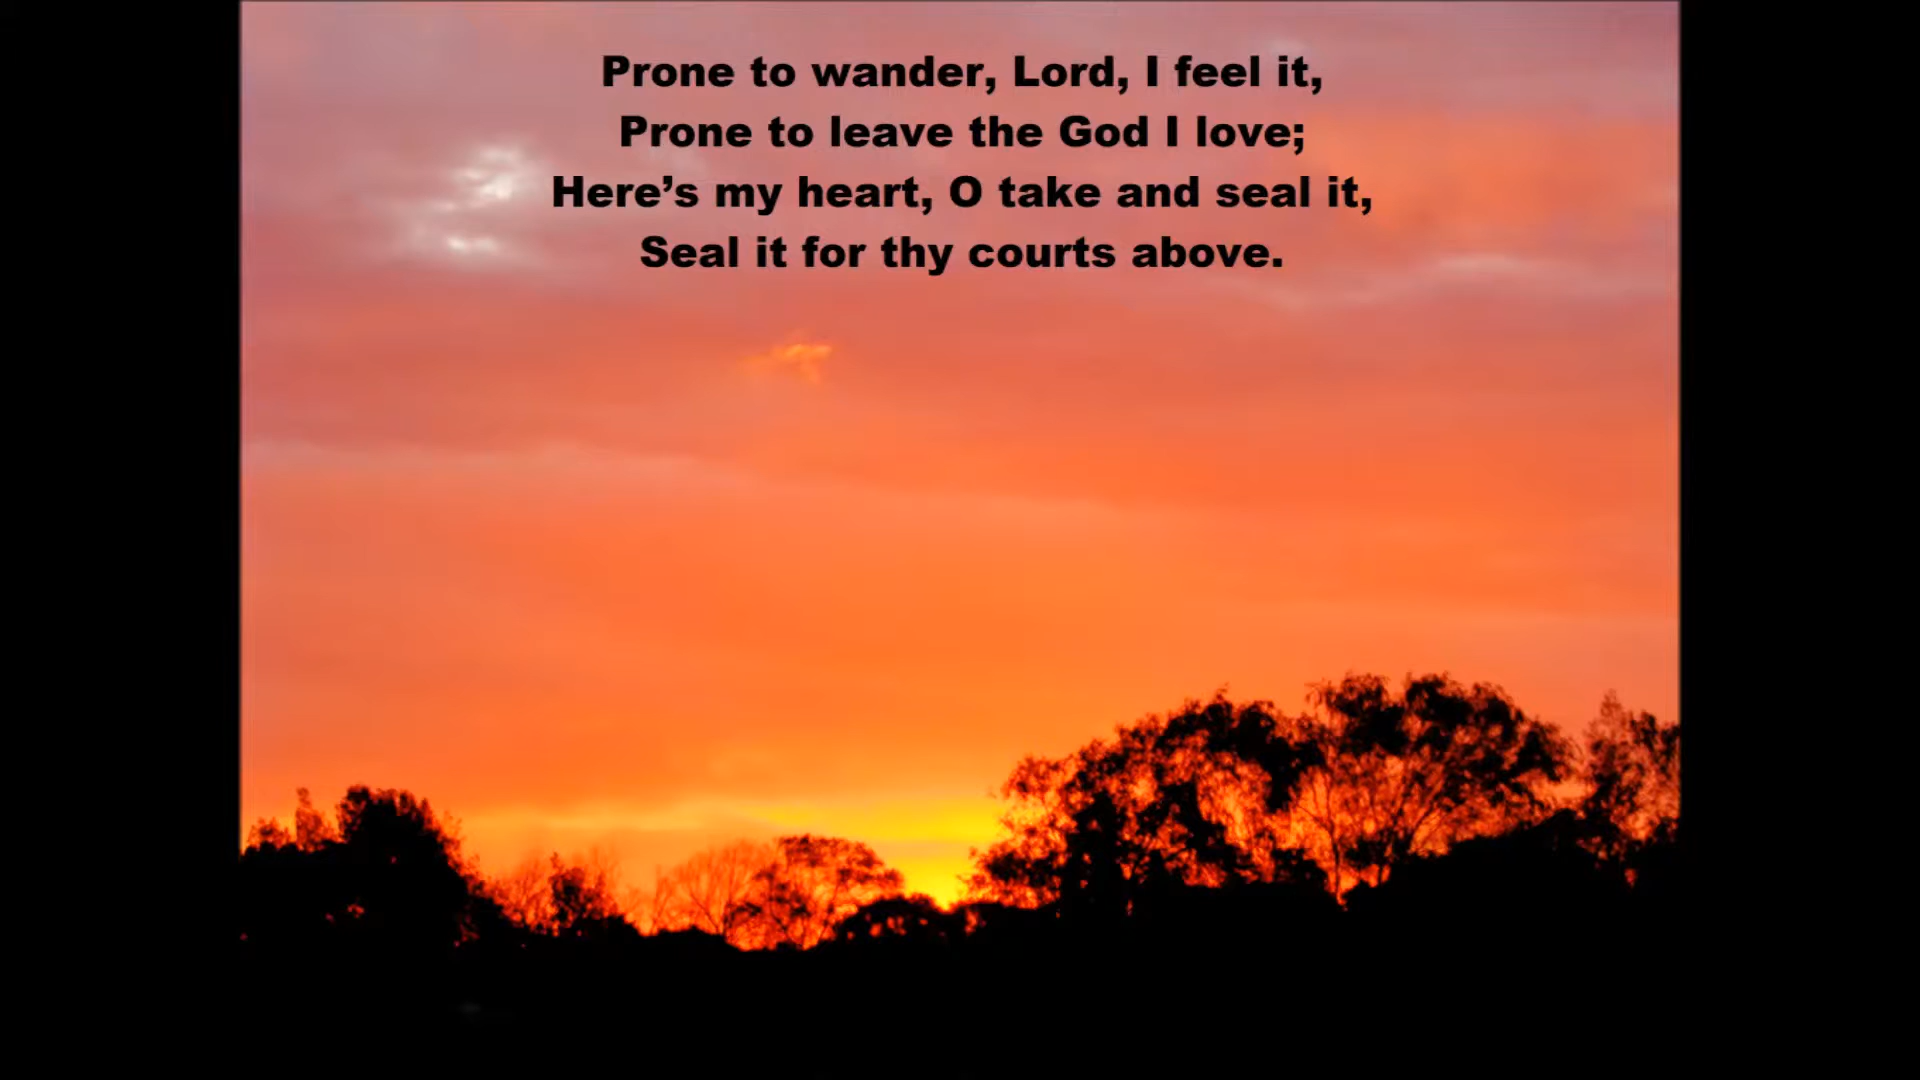 Prone to wander, Lord, I feel it,
Prone to leave the God I love;
Here’s my heart, O take and seal it,
Seal it for thy courts above.